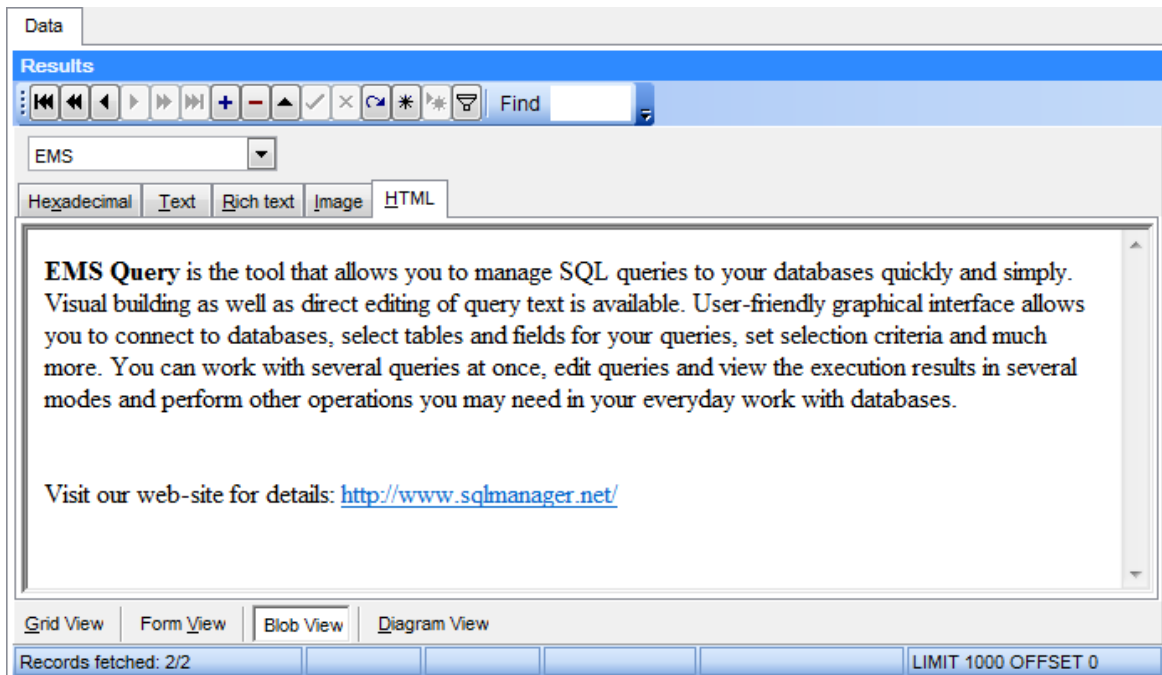 Data
Results
Find
EMS
Hexadecimal Text Rich text Image HTML
EMS Query is the tool that allows you to manage SQL queries to your databases quickly and simply.
Visual building as well as direct editing of query text is available. User-friendly graphical interface allows
you to connect to databases, select tables and fields for your queries, set selection criteria and much
more. You can work with several queries at once, edit queries and view the execution results in several
modes and perform other operations you may need in your everyday work with databases.
Visit our web-site for details: http://www.sqlmanager.net/
Grid View Form View Blob View Diagram View
Records fetched: 2/2 LIMIT 1000 OFFSET 0